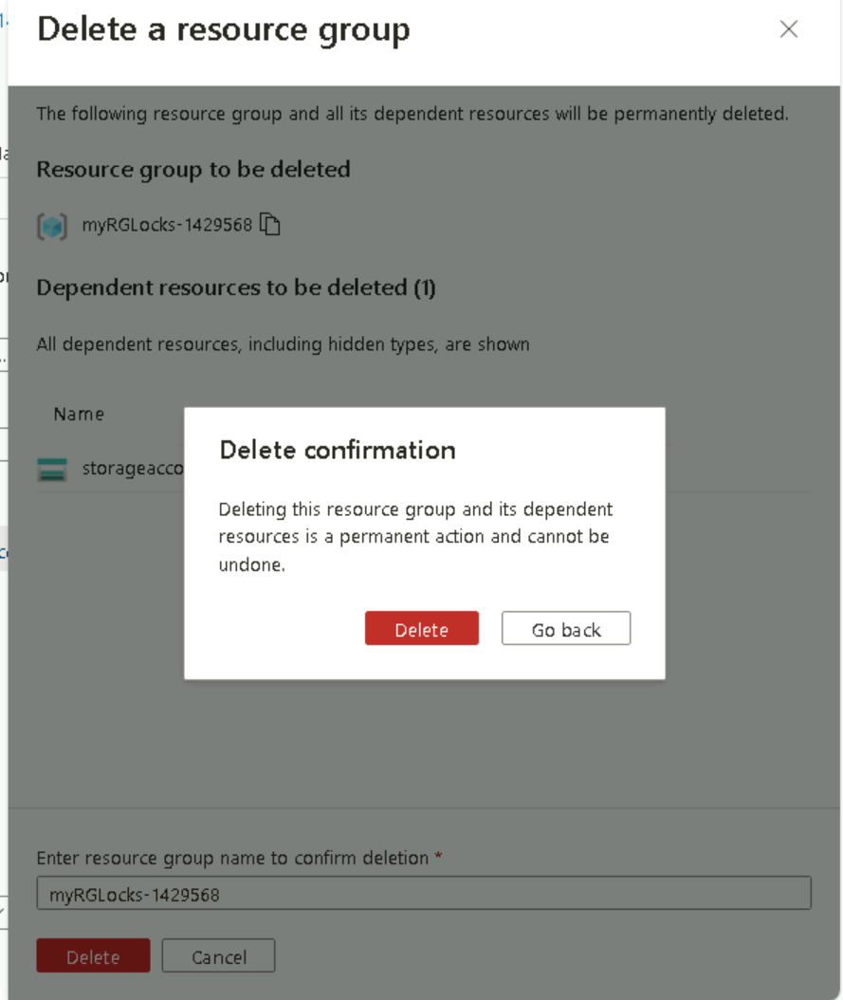 Delete a resource group
The following resource group and all its dependent resources will be permanently deleted.
Resource group to be deleted
myRGLocks-1429568
Dependent resources to be deleted (1)
All dependent resources, including hidden types, are shown
Name
storageacco
Delete confirmation
Deleting this resource group and its dependent
resources is a permanent action and cannot be
undone.
Delete
Go back
Enter resource group name to confirm deletion *
myRGLocks-1429568
Delete
Cancel